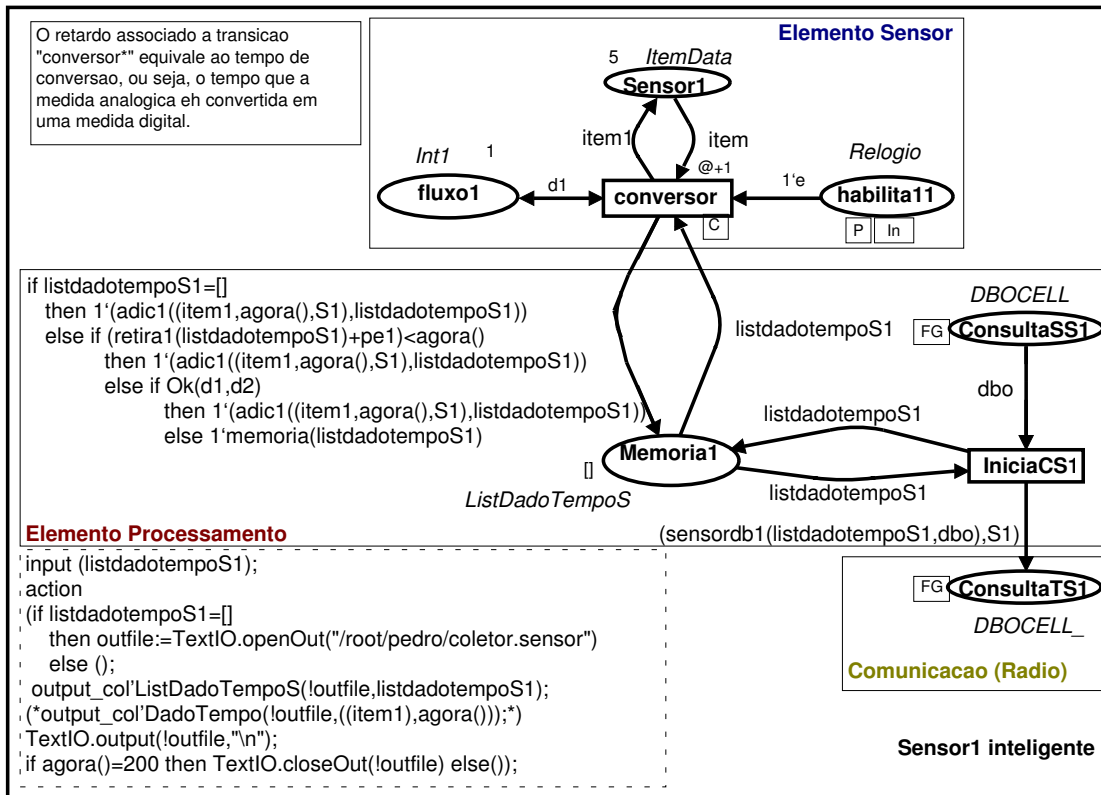 O retardo associado a transicao
"conversor*" equivale ao tempo de
conversao, ou seja, o tempo que a
medida analogica eh convertida em
uma medida digital.
Elemento Sensor
5 ItemData
Sensor1
item1
item
Int1 1
fluxo1
d1
@+1
conversor
C
1‘e
Relogio
habilita11
P In
if listdadotempoS1=[]
then 1‘(adic1((item1,agora(),S1),listdadotempoS1))
else if (retira1(listdadotempoS1)+pe1)<agora()
then 1‘(adic1((item1,agora(),S1),listdadotempoS1))
else if Ok(d1,d2)
then 1‘(adic1((item1,agora(),S1),listdadotempoS1))
else 1‘memoria(listdadotempoS1)
listdadotempoS1
DBOCELL
FG ConsultaSS1
dbo
listdadotempoS1
Memoria1
[]
ListDadoTempoS
listdadotempoS1
IniciaCS1
(sensordb1(listdadotempoS1,dbo),S1)
Elemento Processamento
input (listdadotempoS1);
action
(if listdadotempoS1=[]
then outfile:=TextIO.openOut("/root/pedro/coletor.sensor")
else ();
output_col’ListDadoTempoS(!outfile,listdadotempoS1);
(*output_col’DadoTempo(!outfile,((item1),agora()));*)
TextIO.output(!outfile,"\n");
if agora()=200 then TextIO.closeOut(!outfile) else());
FG ConsultaTS1
DBOCELL_
Comunicacao (Radio)
Sensor1 inteligente